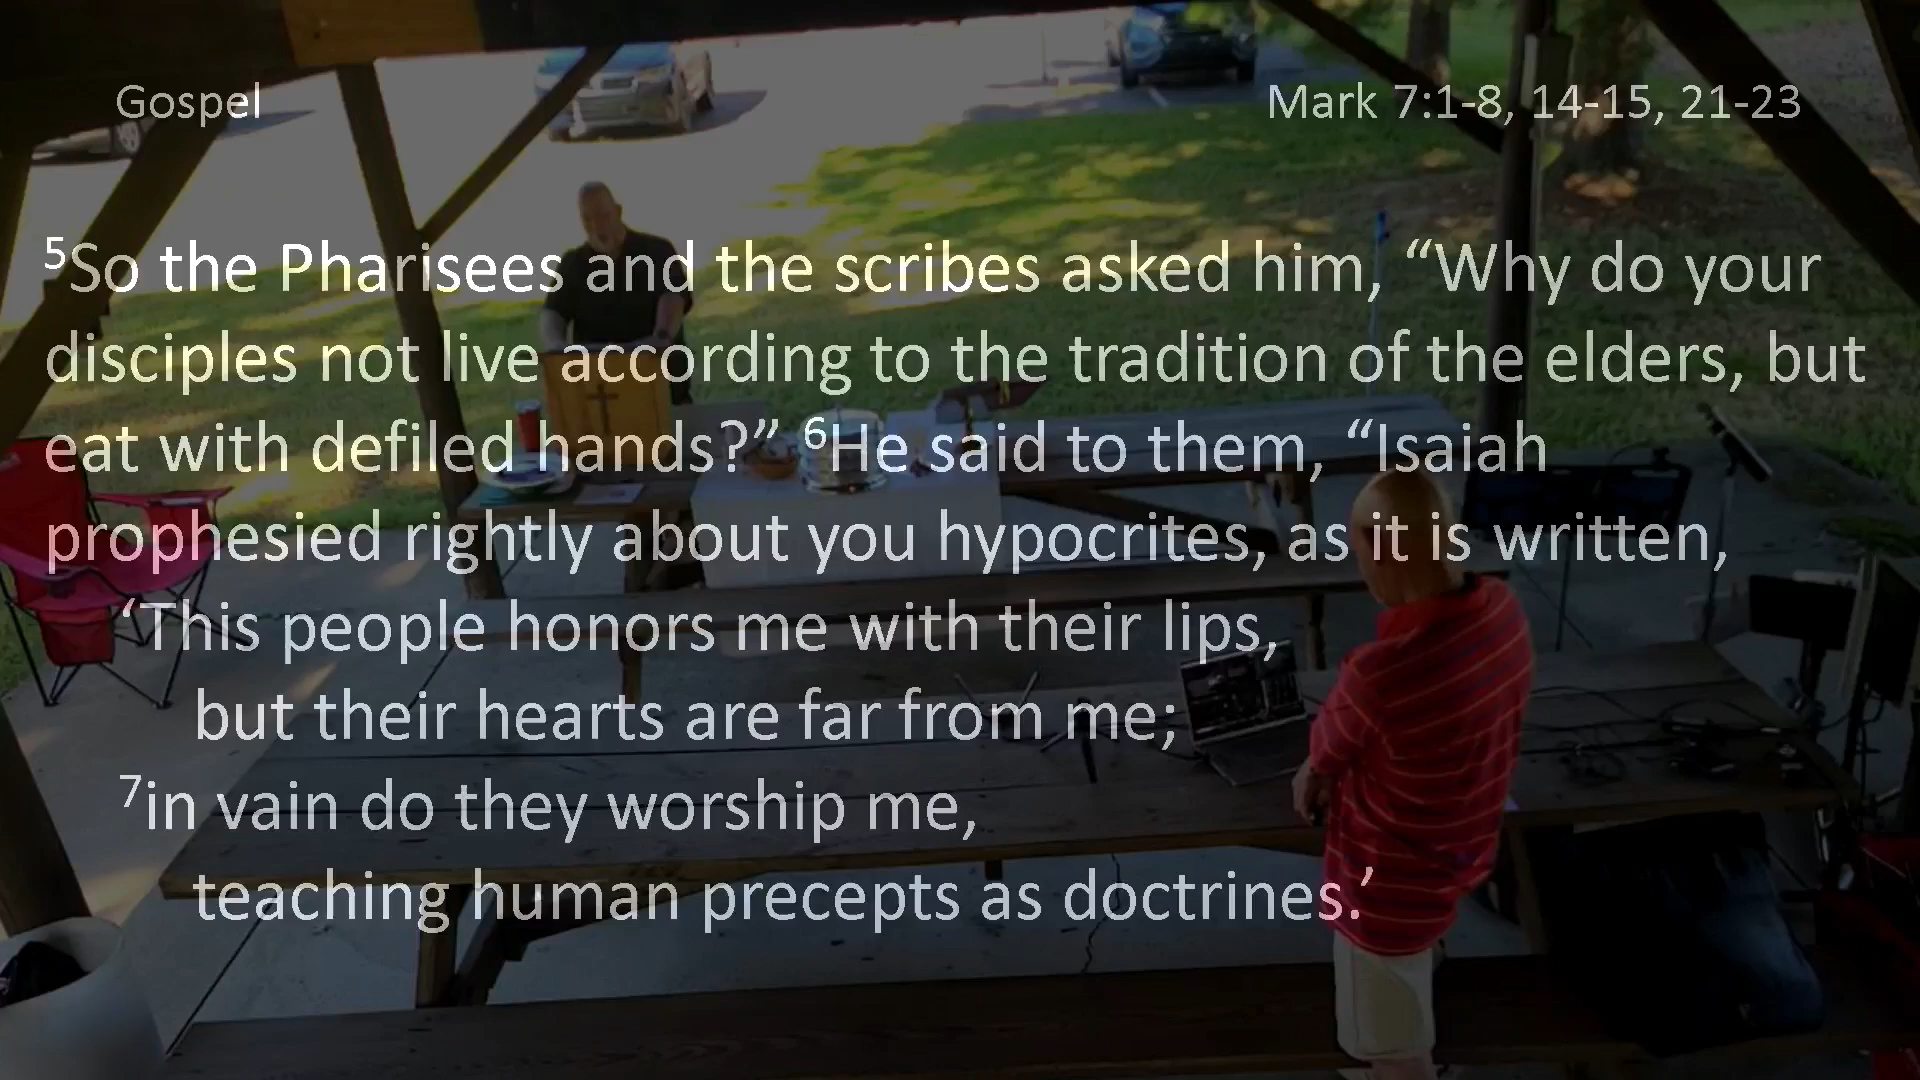 Gospel
Mark 7:1-8, 14-15, 21-23
⁵So the Pharisees and the scribes asked him, “Why do your
disciples not live according to the tradition of the elders, but
eat with defiled hands?” ⁶He said to them, “Isaiah
prophesied rightly about you hypocrites, as it is written,
‘This people honors me with their lips,
but their hearts are far from me;
⁷in vain do they worship me,
teaching human precepts as doctrines.’